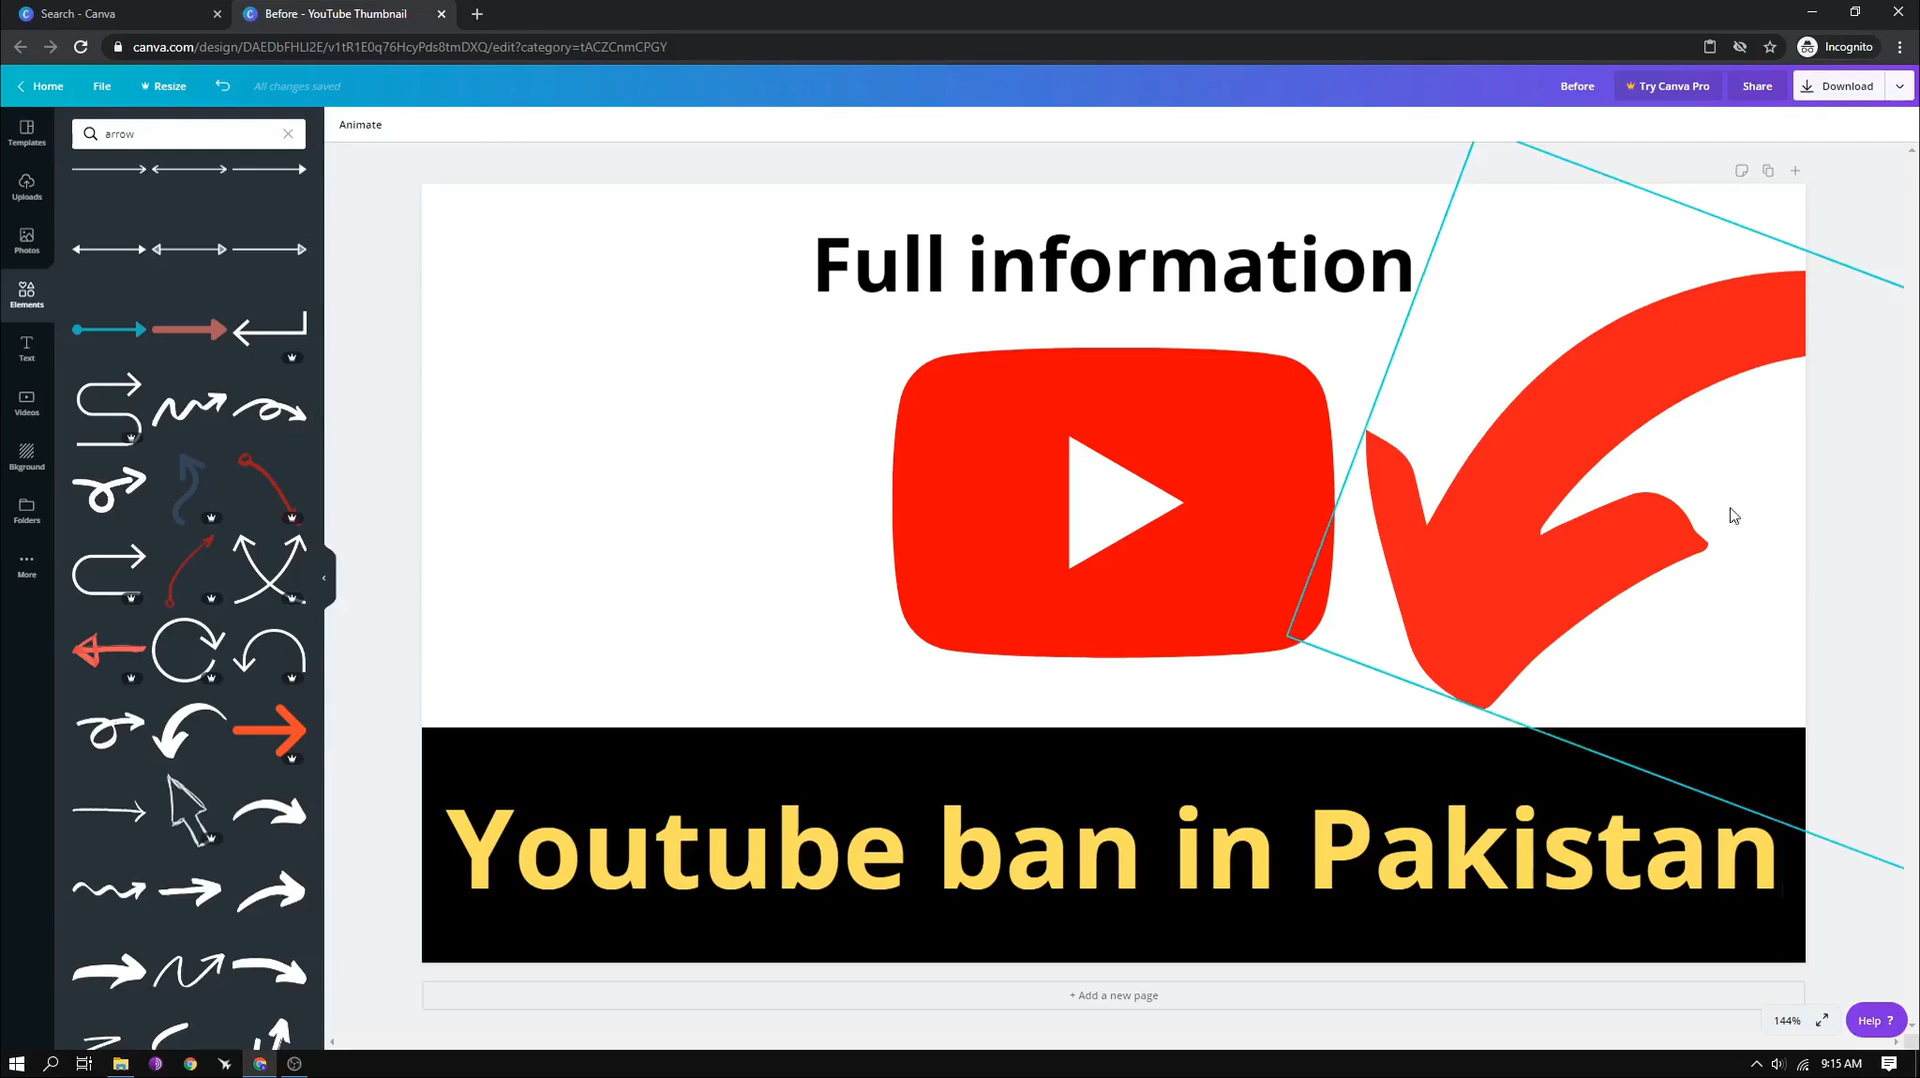 Search - Canva
Before - YouTube Thumbnail
canva.com/design/DAEDbFHLI2E/v1tR1E0q76HcyPds8tmDXQ/edit?category=tACZCnmCPGY
Incognito
Home
File
Resize
All changes saved
Before
Try Canva Pro
Share
Download
arrow
Animate
Templates
Uploads
Photos
Elements
Text
Videos
Bkground
Folders
More
Full information
Youtube ban in Pakistan
+ Add a new page
144%
Help ?
9:15 AM